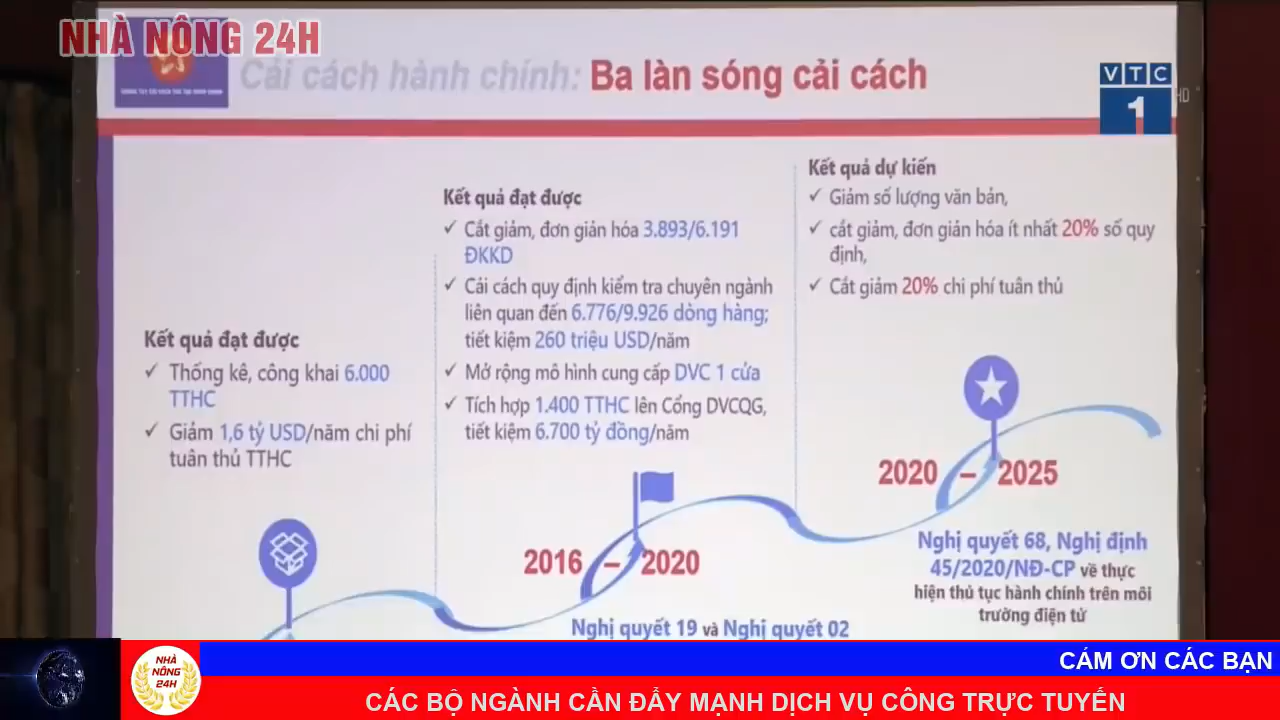 NHÀ NÔNG 24H
Cải cách hành chính: Ba làn sóng cải cách
VTC
1
HD
Kết quả đạt được
✓ Thống kê, công khai 6.000
TTHC
✓ Giảm 1,6 tỷ USD/năm chi phí
tuân thủ TTHC
Kết quả đạt được
✓ Cắt giảm, đơn giản hóa 3.893/6.191
ĐKKD
✓ Cải cách quy định kiểm tra chuyên ngành
liên quan đến 6.776/9.926 dòng hàng;
tiết kiệm 260 triệu USD/năm
✓ Mở rộng mô hình cung cấp DVC 1 cửa
✓ Tích hợp 1.400 TTHC lên Cổng DVCQG,
tiết kiệm 6.700 tỷ đồng/năm
2016 – 2020
Nghị quyết 19 và Nghị quyết 02
Kết quả dự kiến
✓ Giảm số lượng văn bản,
✓ cắt giảm, đơn giản hóa ít nhất 20% số quy
định,
✓ Cắt giảm 20% chi phí tuân thủ
2020 – 2025
Nghị quyết 68, Nghị định
45/2020/NĐ-CP về thực
hiện thủ tục hành chính trên môi
trường điện tử
CÁM ƠN CÁC BẠN
NHÀ
NÔNG
24H
CÁC BỘ NGÀNH CẦN ĐẨY MẠNH DỊCH VỤ CÔNG TRỰC TUYẾN